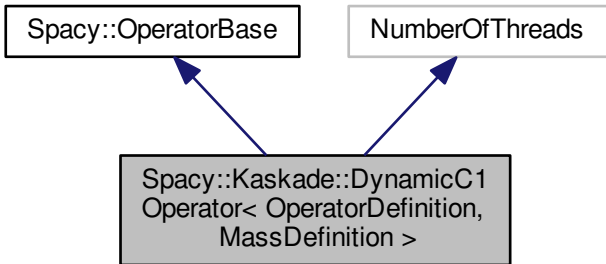 Spacy::OperatorBase
NumberOfThreads
Spacy::Kaskade::DynamicC1
Operator< OperatorDefinition,
MassDefinition >